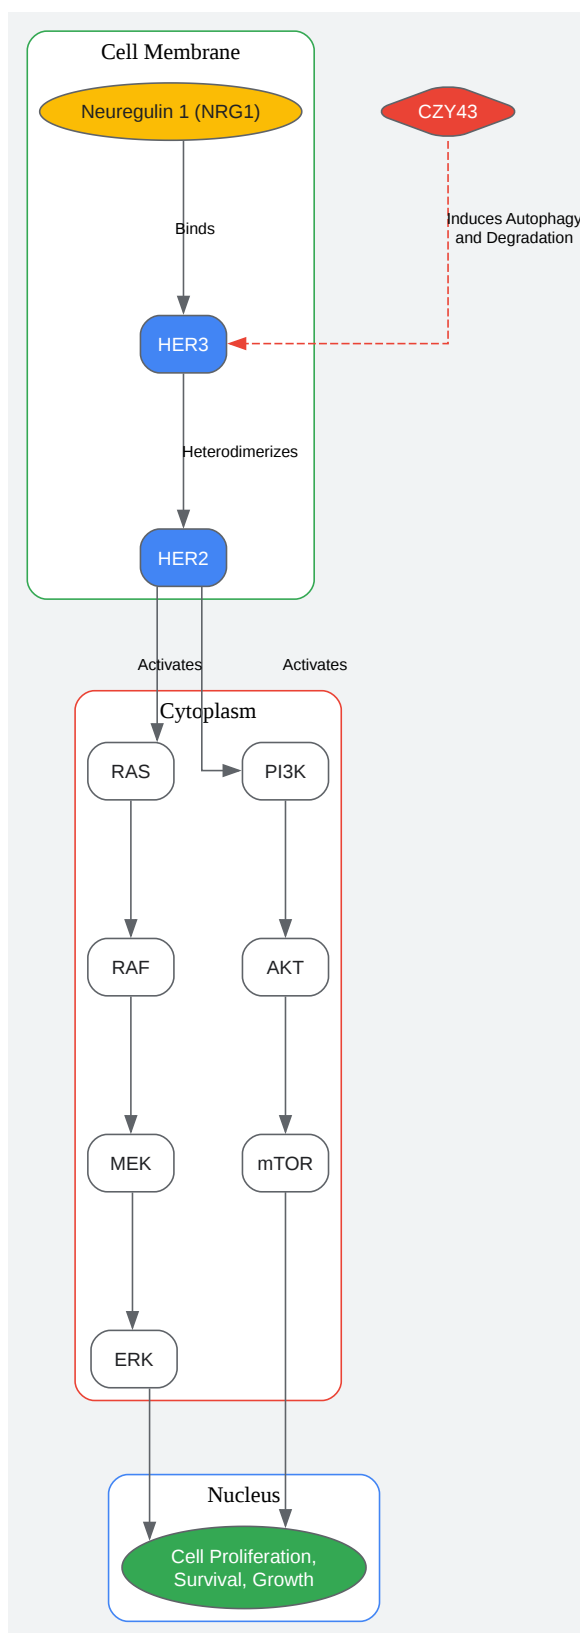 Cell Membrane
Neuregulin 1 (NRG1)
CZY43
Binds
Induces Autophagy
and Degradation
HER3
Heterodimerizes
HER2
Activates
Activates
Cytoplasm
RAS
PI3K
RAF
AKT
MEK
mTOR
ERK
Nucleus
Cell Proliferation,
Survival, Growth